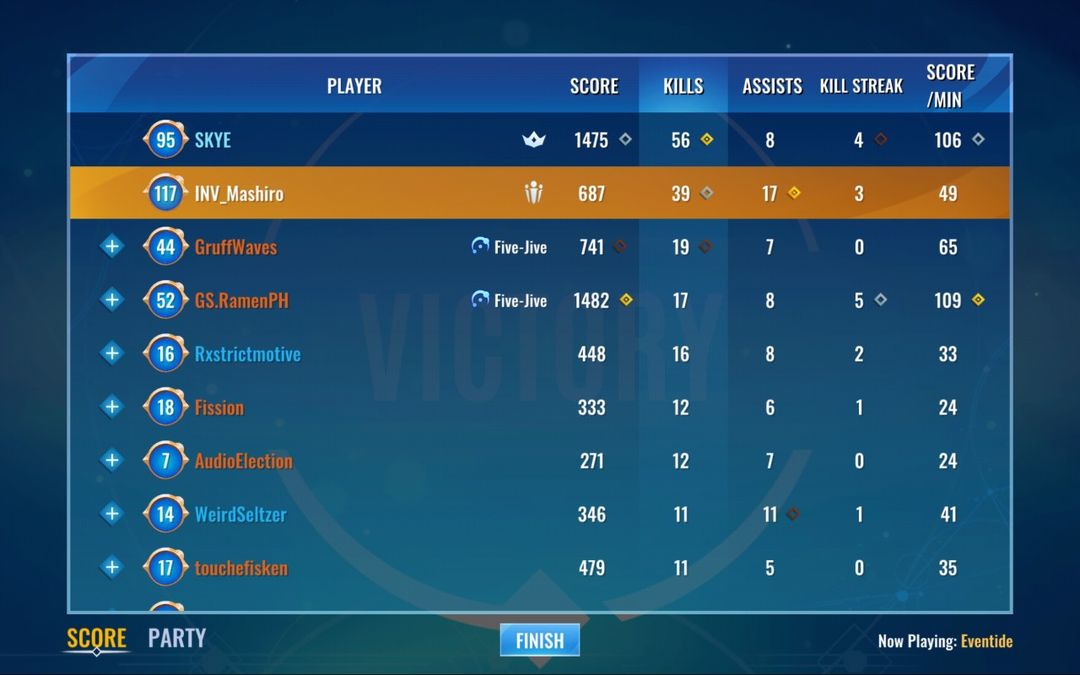 PLAYER SCORE KILLS ASSISTS KILL STREAK SCORE
/MIN
95 SKYE 1475 56 8 4 106
117 INV_Mashiro 687 39 17 3 49
44 GruffWaves Five-Jive 741 19 7 0 65
52 GS.RamenPH Five-Jive 1482 17 8 5 109
16 Rxstrictmotive 448 16 8 2 33
18 Fission 333 12 6 1 24
7 AudioElection 271 12 7 0 24
14 WeirdSeltzer 346 11 11 1 41
17 touchefisken 479 11 5 0 35
VICTORY
SCORE PARTY FINISH Now Playing: Eventide